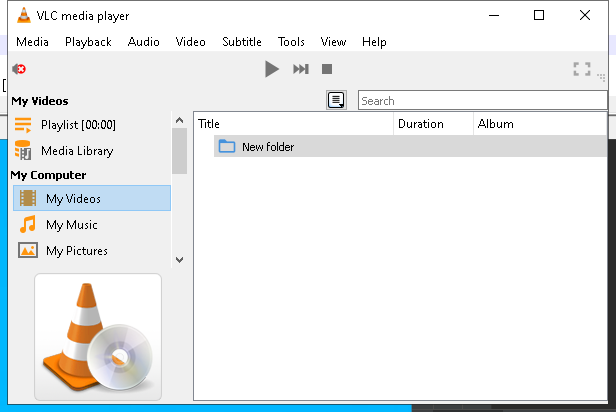 VLC media player
Media Playback Audio Video Subtitle Tools View Help
[
My Videos
Search
Playlist [00:00]
Title Duration Album
Media Library
New folder
My Computer
My Videos
My Music
My Pictures